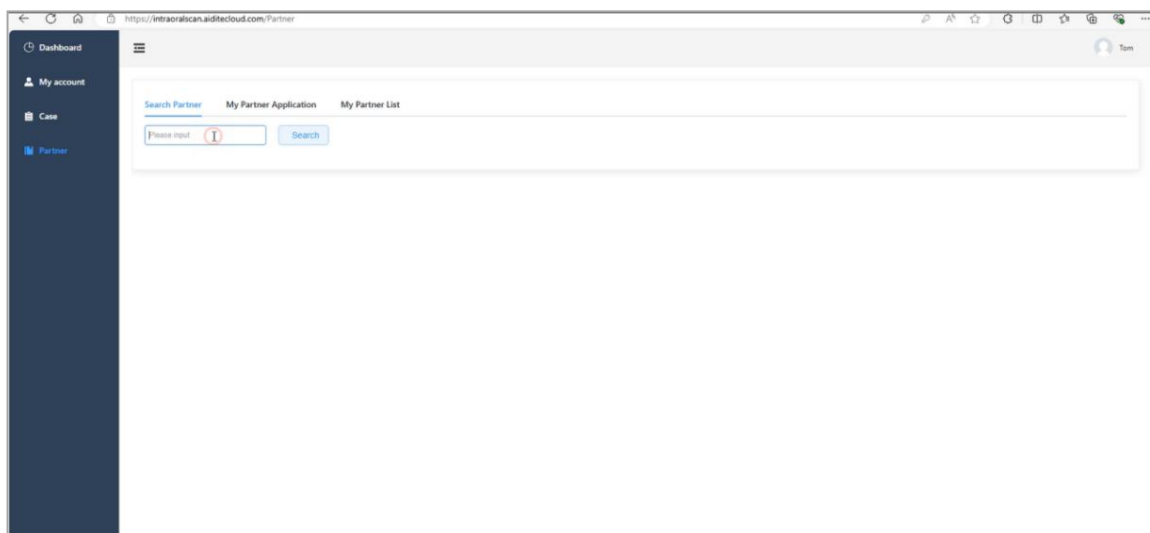 https://intraoralscan.aiditecloud.com/Partner
Dashboard
Tom
My account
Search Partner My Partner Application My Partner List
Case
Please input Search
Partner